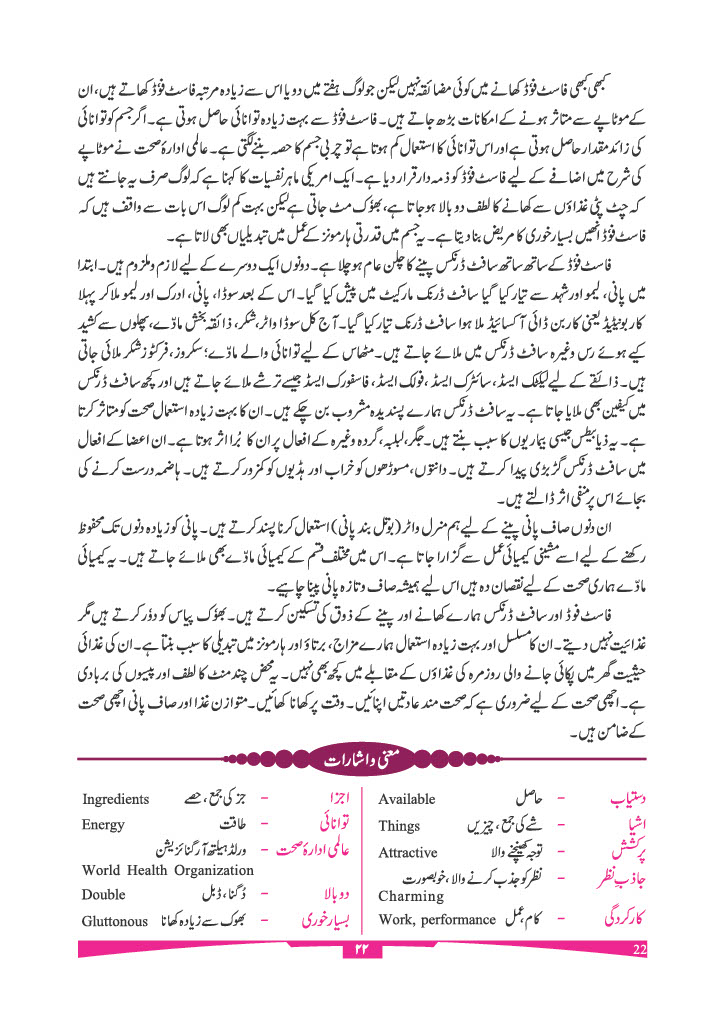 کبھی کبھی فاسٹ فوٗڈ کھانے میں کوئی مضائقہ نہیں لیکن جو لوگ ہفتے میں دو یا اس سے زیادہ مرتبہ فاسٹ فوٗڈ کھاتے ہیں، ان
کے موٹاپے سے متاثر ہونے کے امکانات بڑھ جاتے ہیں۔ فاسٹ فوٗڈ سے بہت زیادہ توانائی حاصل ہوتی ہے۔ اگر جسم کو توانائی
کی زائد مقدار حاصل ہوتی ہے اور اس توانائی کا استعمال کم ہوتا ہے تو چربی جسم کا حصہ بننے لگتی ہے۔ عالمی ادارۂ صحت نے موٹاپے
کی شرح میں اضافے کے لیے فاسٹ فوٗڈ کو ذمہ دار قرار دیا ہے۔ ایک امریکی ماہرِ نفسیات کا کہنا ہے کہ لوگ صرف یہ جانتے ہیں
کہ چٹ پٹی غذاؤں سے کھانے کا لطف دوبالا ہو جاتا ہے، بھوٗک مٹ جاتی ہے لیکن بہت کم لوگ اس بات سے واقف ہیں کہ
فاسٹ فوٗڈ انھیں بسیار خوری کا مریض بنا دیتا ہے۔ یہ جسم میں قدرتی ہارمونز کے عمل میں تبدیلیاں بھی لاتا ہے۔
فاسٹ فوٗڈ کے ساتھ ساتھ سافٹ ڈرنکس پینے کا چلن عام ہو چلا ہے۔ دونوں ایک دوسرے کے لیے لازم و ملزوم ہیں۔ ابتدا
میں پانی، لیمو اور شہد سے تیار کیا گیا سافٹ ڈرنک مارکیٹ میں پیش کیا گیا۔ اس کے بعد سوڈا، پانی، ادرک اور لیمو ملا کر پہلا
کاربونیٹیڈ یعنی کاربن ڈائی آکسائیڈ ملا ہوا سافٹ ڈرنک تیار کیا گیا۔ آج کل سوڈا واٹر، شکر، ذائقہ بخش مادّے، پھلوں سے کشید
کیے ہوئے رس وغیرہ سافٹ ڈرنکس میں ملائے جاتے ہیں۔ مٹھاس کے لیے توانائی والے مادّے؛ سکروز، فرکٹوز شکر ملائی جاتی
ہیں۔ ذائقے کے لیے لیکٹک ایسڈ، سائٹرک ایسڈ، فولک ایسڈ، فاسفورک ایسڈ جیسے ترشے ملائے جاتے ہیں اور کچھ سافٹ ڈرنکس
میں کیفین بھی ملایا جاتا ہے۔ یہ سافٹ ڈرنکس ہمارے پسندیدہ مشروب بن چکے ہیں۔ ان کا بہت زیادہ استعمال صحت کو متاثر کرتا
ہے۔ یہ ذیابیطس جیسی بیماریوں کا سبب بنتے ہیں۔ جگر، لبلبہ، گردہ وغیرہ کے افعال پر ان کا بُرا اثر ہوتا ہے۔ ان اعضا کے افعال
میں سافٹ ڈرنکس گڑبڑی پیدا کرتے ہیں۔ دانتوں، مسوڑھوں کو خراب اور ہڈیوں کو کمزور کرتے ہیں۔ ہاضمہ درست کرنے کی
بجائے اس پر منفی اثر ڈالتے ہیں۔
ان دنوں صاف پانی پینے کے لیے ہم منرل واٹر (بوتل بند پانی) استعمال کرنا پسند کرتے ہیں۔ پانی کو زیادہ دنوں تک محفوظ
رکھنے کے لیے اسے مشینی کیمیائی عمل سے گزارا جاتا ہے۔ اس میں مختلف قسم کے کیمیائی مادّے بھی ملائے جاتے ہیں۔ یہ کیمیائی
مادّے ہماری صحت کے لیے نقصان دہ ہیں اس لیے ہمیشہ صاف و تازہ پانی پینا چاہیے۔
فاسٹ فوڈ اور سافٹ ڈرنکس ہمارے کھانے اور پینے کے ذوق کی تسکین کرتے ہیں۔ بھوٗک پیاس کو دوٗر کرتے ہیں مگر
غذائیت نہیں دیتے۔ ان کا مسلسل اور بہت زیادہ استعمال ہمارے مزاج، برتاؤ اور ہارمونز میں تبدیلی کا سبب بنتا ہے۔ ان کی غذائی
حیثیت گھر میں پکائی جانے والی روزمرہ کی غذاؤں کے مقابلے میں کچھ بھی نہیں۔ یہ محض چند منٹ کا لطف اور پیسوں کی بربادی
ہے۔ اچھی صحت کے لیے ضروری ہے کہ صحت مند عادتیں اپنائیں۔ وقت پر کھانا کھائیں۔ متوازن غذا اور صاف پانی اچھی صحت
کے ضامن ہیں۔
معنی و اشارات
دستیاب - حاصل Available
اشیا - شے کی جمع، چیزیں Things
پرکشش - توجہ کھینچنے والا Attractive
جاذبِ نظر - نظر کو جذب کرنے والا، خوبصورت
Charming
کارکردگی - کام، عمل Work, performance
اجزا - جز کی جمع، حصے Ingredients
توانائی - طاقت Energy
عالمی ادارۂ صحت - ورلڈ ہیلتھ آرگنائزیشن
World Health Organization
دوبالا - دُگنا، ڈبل Double
بسیار خوری - بھوک سے زیادہ کھانا Gluttonous
۲۲
22